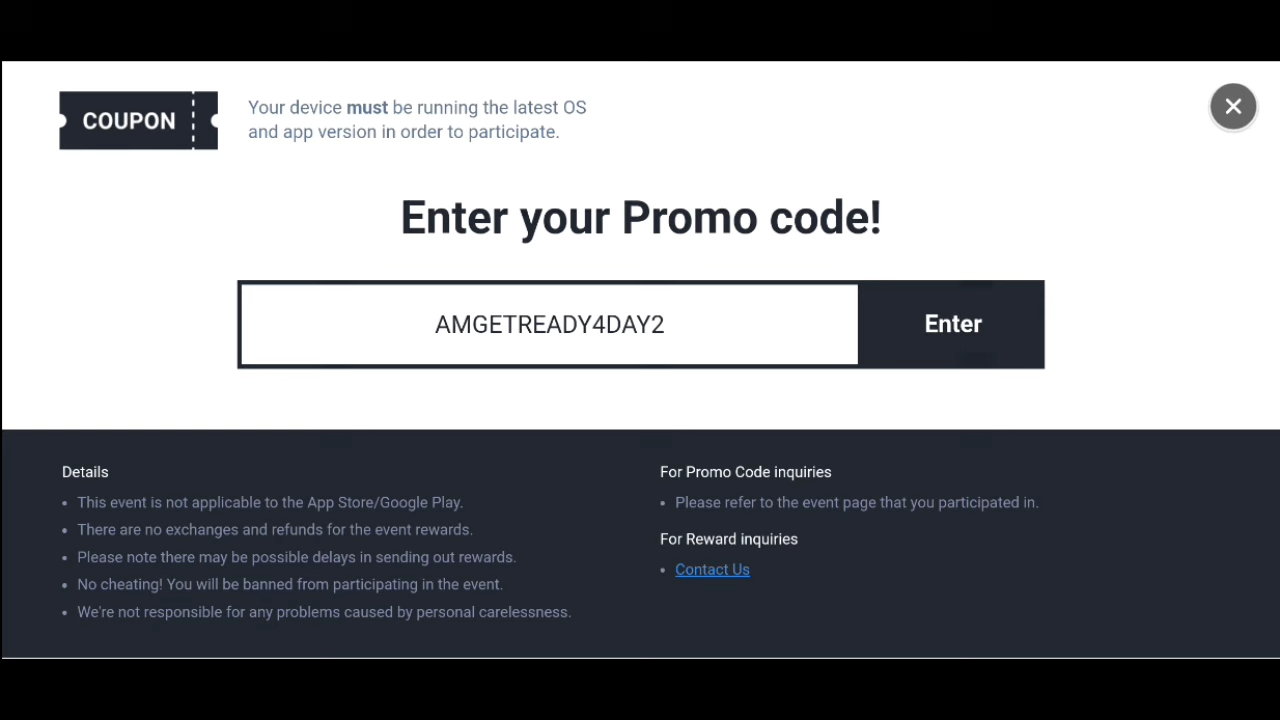 COUPON
Your device must be running the latest OS
and app version in order to participate.
Enter your Promo code!
AMGETREADY4DAY2
Enter
Details
• This event is not applicable to the App Store/Google Play.
• There are no exchanges and refunds for the event rewards.
• Please note there may be possible delays in sending out rewards.
• No cheating! You will be banned from participating in the event.
• We're not responsible for any problems caused by personal carelessness.
For Promo Code inquiries
• Please refer to the event page that you participated in.
For Reward inquiries
• Contact Us